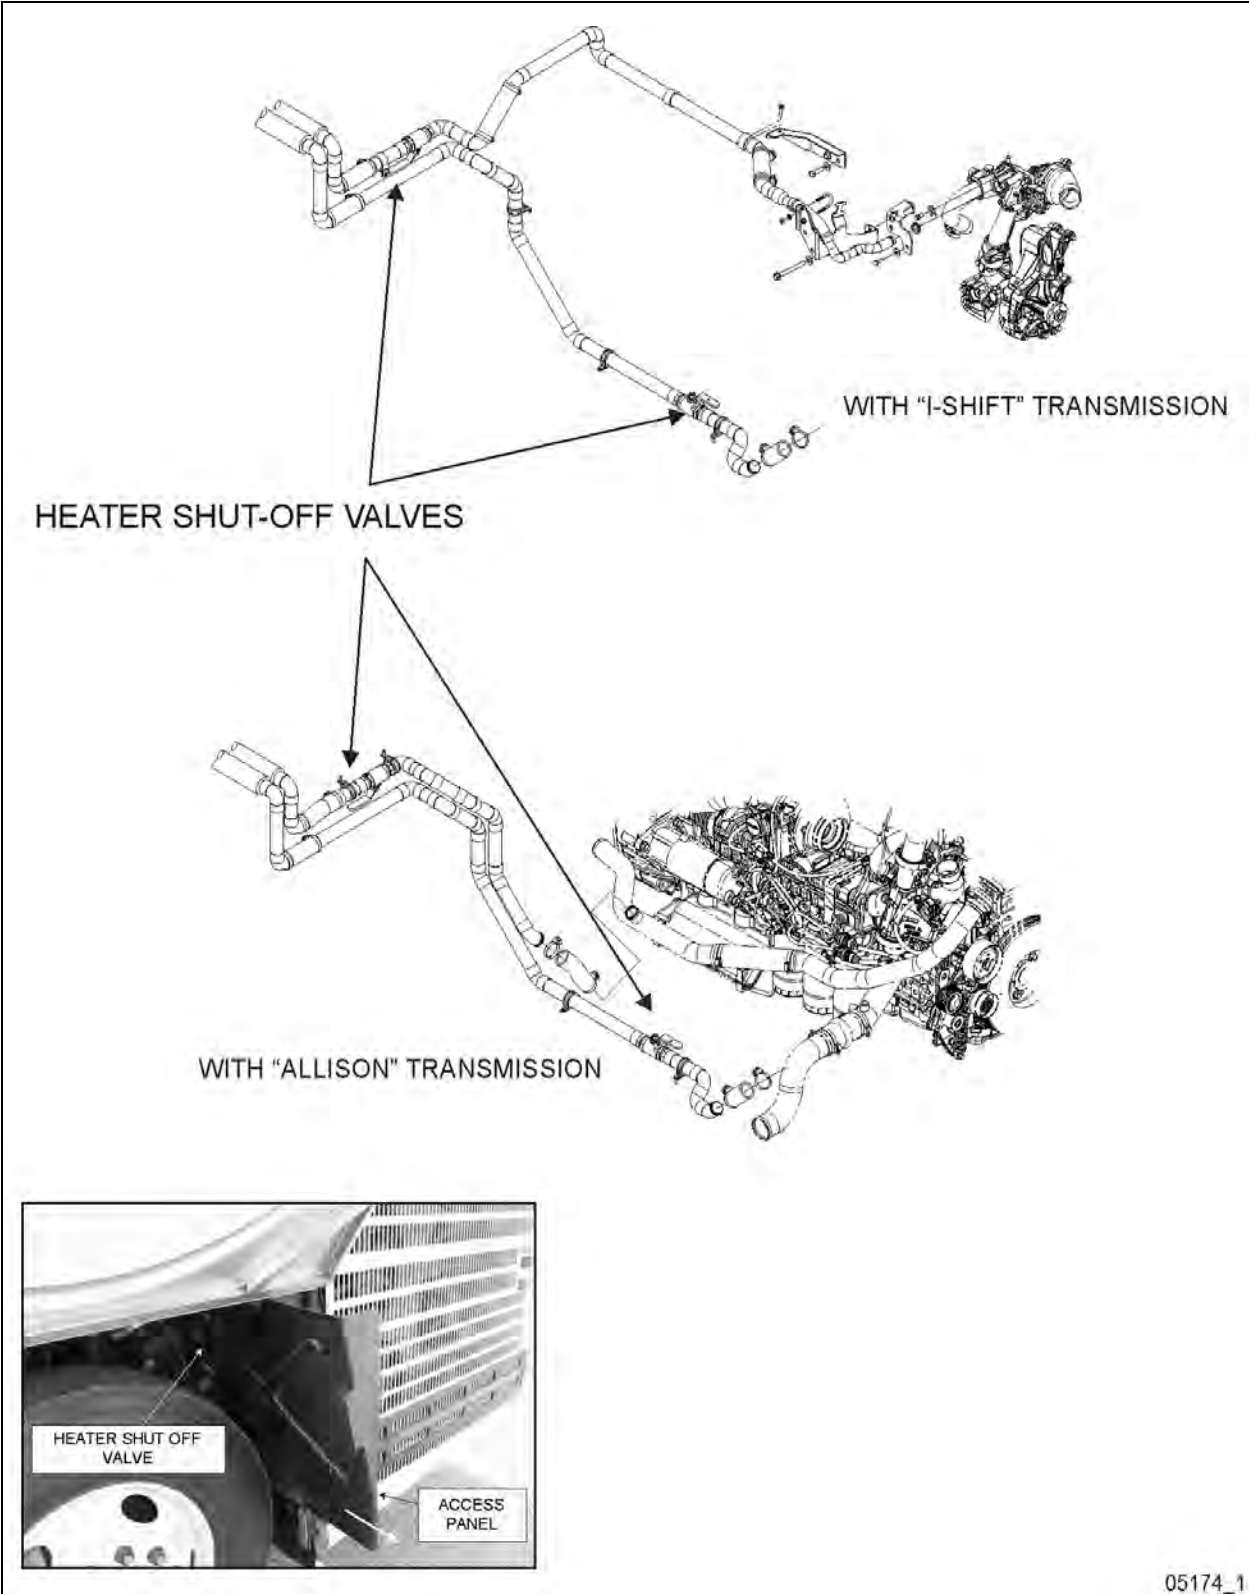 WITH “I-SHIFT” TRANSMISSION
HEATER SHUT-OFF VALVES
WITH “ALLISON” TRANSMISSION
HEATER SHUT OFF
VALVE
ACCESS
PANEL
05174_1